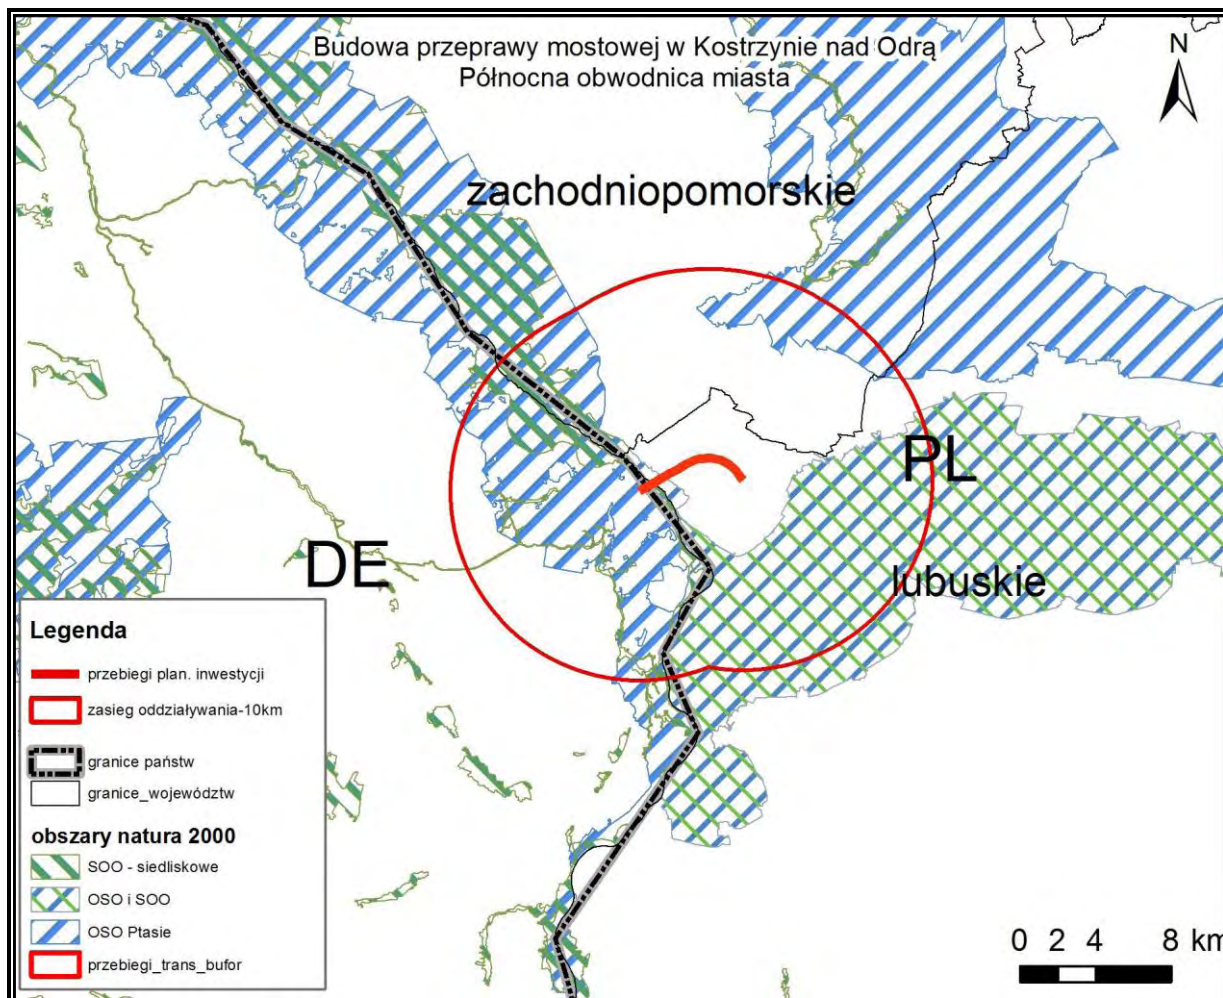 Budowa przeprawy mostowej w Kostrzynie nad Odrą
Północna obwodnica miasta
N
zachodniopomorskie
PL
DE
lubuskie
Legenda
przebiegi plan. inwestycji
zasieg oddziaływania-10km
granice państw
granice_województw
obszary natura 2000
SOO - siedliskowe
OSO i SOO
OSO Ptasie
przebiegi_trans_bufor
0 2 4 8 km